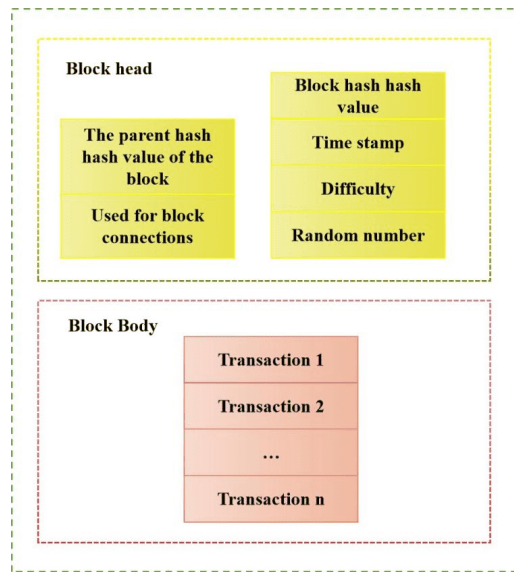 Block head
The parent hash
hash value of the
block
Used for block
connections
Block hash hash
value
Time stamp
Difficulty
Random number
Block Body
Transaction 1
Transaction 2
...
Transaction n